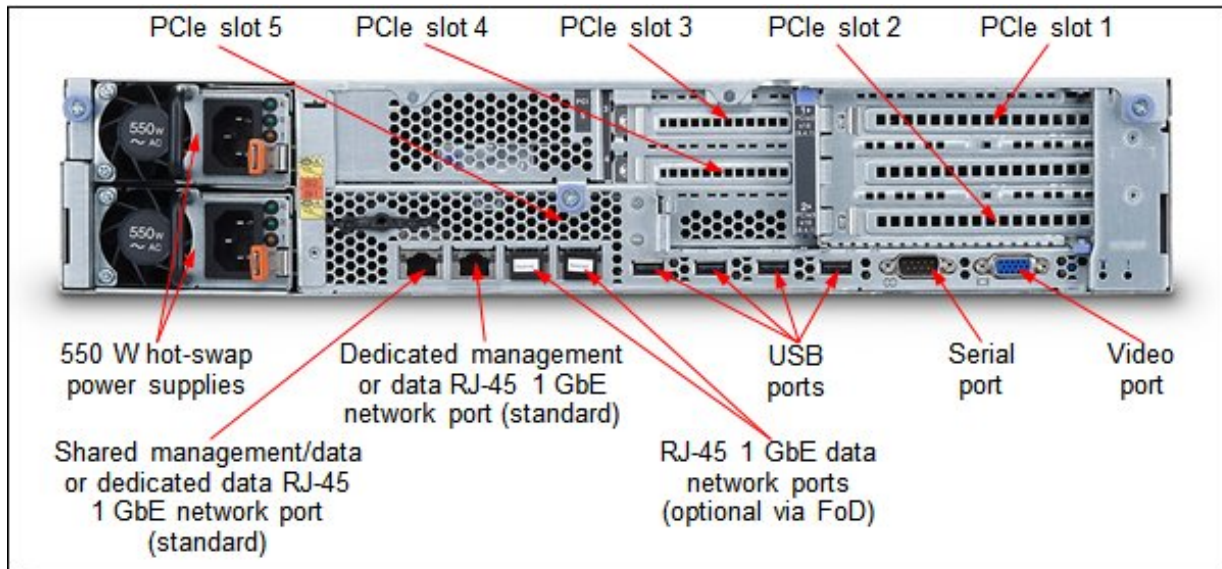 PCIe slot 5
PCIe slot 4
PCIe slot 3
PCIe slot 2
PCIe slot 1
550W
~ AC
550W
~ AC
550 W hot-swap
power supplies
Dedicated management
or data RJ-45 1 GbE
network port (standard)
USB
ports
Serial
port
Video
port
Shared management/data
or dedicated data RJ-45
1 GbE network port
(standard)
RJ-45 1 GbE data
network ports
(optional via FoD)